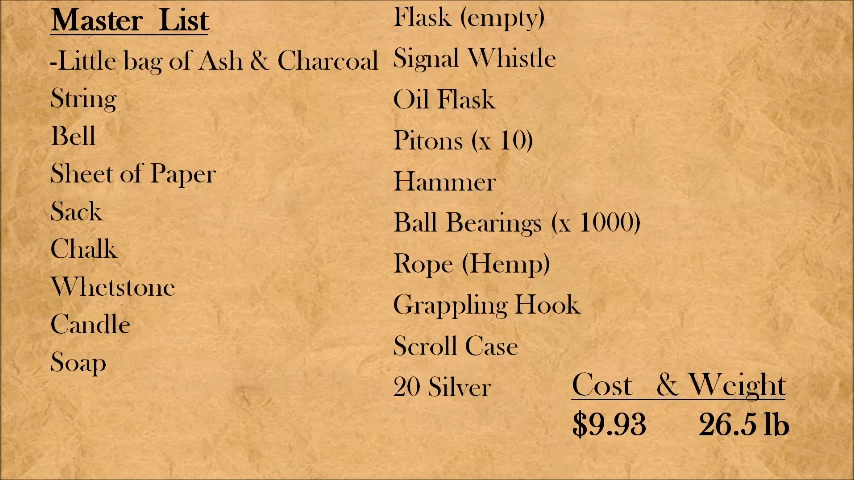 Master List
-Little bag of Ash & Charcoal
String
Bell
Sheet of Paper
Sack
Chalk
Whetstone
Candle
Soap
Flask (empty)
Signal Whistle
Oil Flask
Pitons (x 10)
Hammer
Ball Bearings (x 1000)
Rope (Hemp)
Grappling Hook
Scroll Case
20 Silver
Cost & Weight
$9.93 26.5 lb